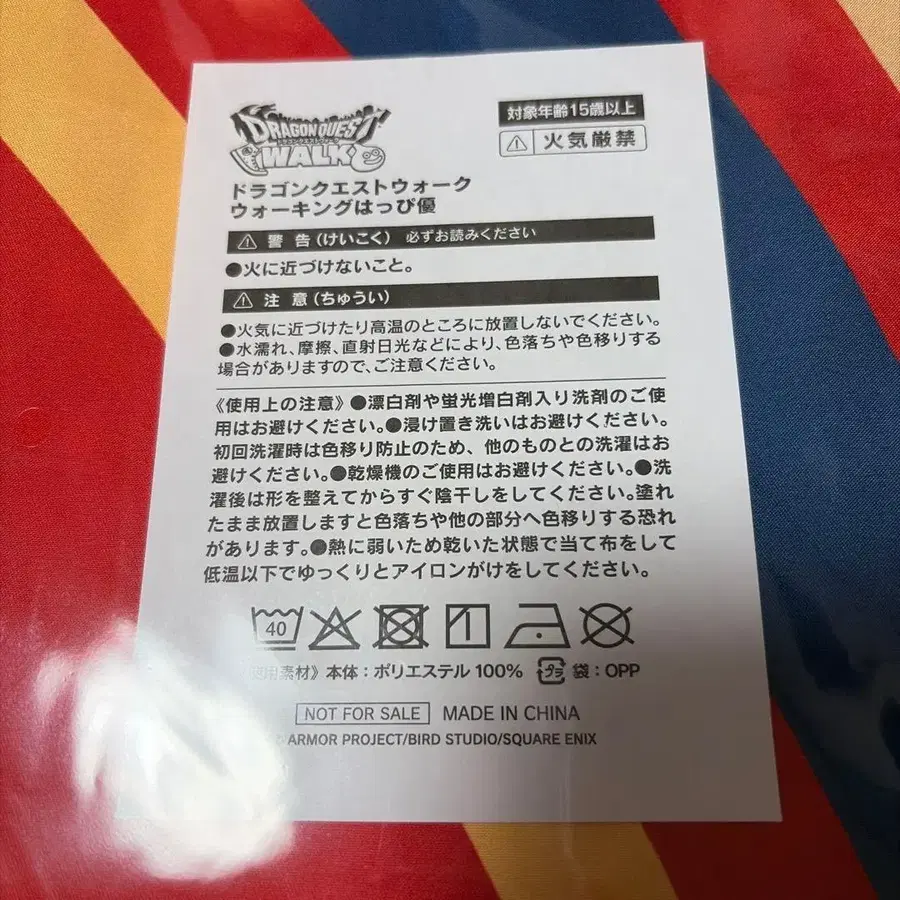 DRAGON QUEST
ドラゴンクエストウォーク
WALK
対象年齢15歳以上
火気厳禁
ドラゴンクエストウォーク
ウォーキングはっぴ優
警 告(けいこく) 必ずお読みください
●火に近づけないこと。
注 意(ちゅうい)
●火気に近づけたり高温のところに放置しないでください。
●水濡れ、摩擦、直射日光などにより、色落ちや色移りする
場合がありますので、ご注意ください。
《使用上の注意》●漂白剤や蛍光増白剤入り洗剤のご使
用はお避けください。●浸け置き洗いはお避けください。
初回洗濯時は色移り防止のため、他のものとの洗濯はお
避けください。●乾燥機のご使用はお避けください。●洗
濯後は形を整えてからすぐ陰干しをしてください。塗れ
たまま放置しますと色落ちや他の部分へ色移りする恐れ
があります。●熱に弱いため乾いた状態で当て布をして
低温以下でゆっくりとアイロンがけをしてください。
40
用素材》本体:ポリエステル 100% プラ 袋:OPP
NOT FOR SALE MADE IN CHINA
ARMOR PROJECT/BIRD STUDIO/SQUARE ENIX